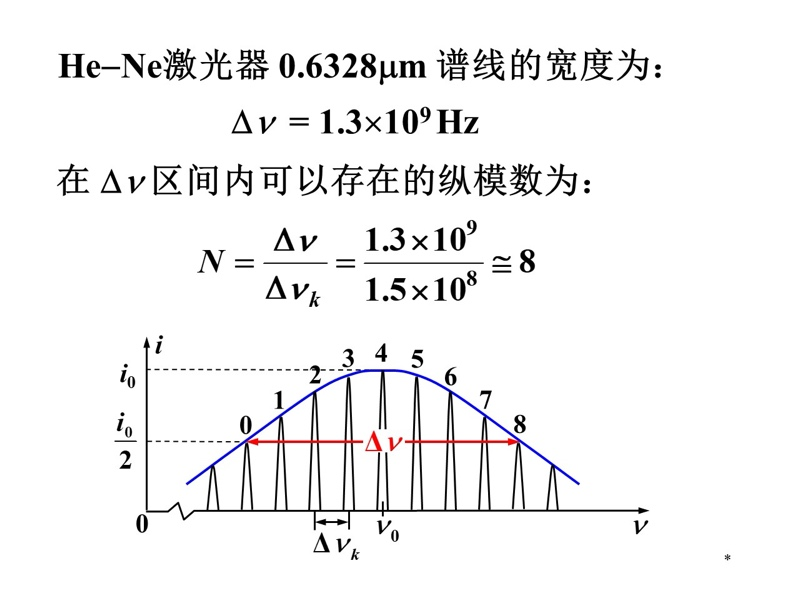 He−Ne激光器 0.6328μm 谱线的宽度为：
Δν = 1.3×10⁹ Hz
在 Δν 区间内可以存在的纵模数为：
N = Δν / Δνₖ = 1.3×10⁹ / 1.5×10⁸ ≅ 8
i
i₀
i₀ / 2
0 1 2 3 4 5 6 7 8
Δν
0 ν₀ ν
Δνₖ
*